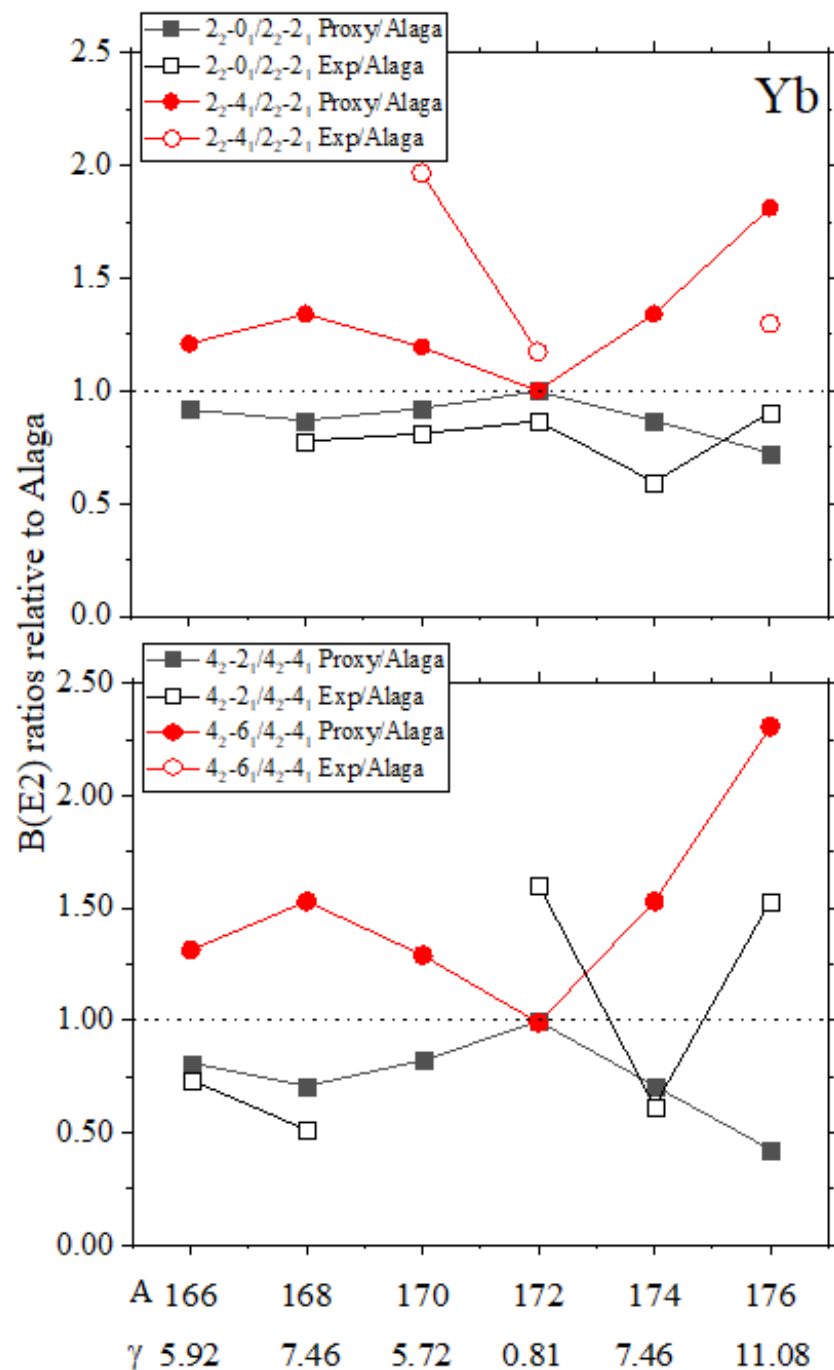 2₂-0₁/2₂-2₁ Proxy/Alaga
2₂-0₁/2₂-2₁ Exp/Alaga
2₂-4₁/2₂-2₁ Proxy/Alaga
2₂-4₁/2₂-2₁ Exp/Alaga
Yb
2.5
2.0
1.5
1.0
0.5
0.0
B(E2) ratios relative to Alaga
4₂-2₁/4₂-4₁ Proxy/Alaga
4₂-2₁/4₂-4₁ Exp/Alaga
4₂-6₁/4₂-4₁ Proxy/Alaga
4₂-6₁/4₂-4₁ Exp/Alaga
2.50
2.00
1.50
1.00
0.50
0.00
A 166 168 170 172 174 176
γ 5.92 7.46 5.72 0.81 7.46 11.08